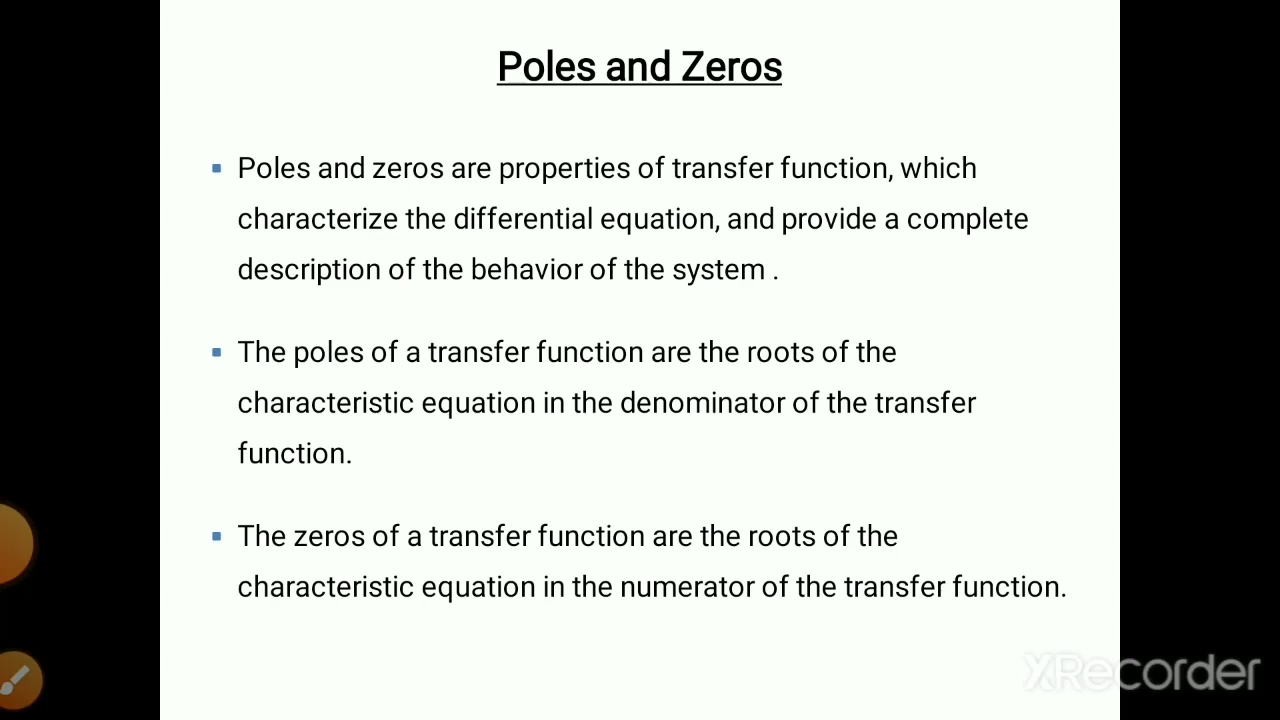 Poles and Zeros
Poles and zeros are properties of transfer function, which
characterize the differential equation, and provide a complete
description of the behavior of the system .
The poles of a transfer function are the roots of the
characteristic equation in the denominator of the transfer
function.
The zeros of a transfer function are the roots of the
characteristic equation in the numerator of the transfer function.
XRecorder